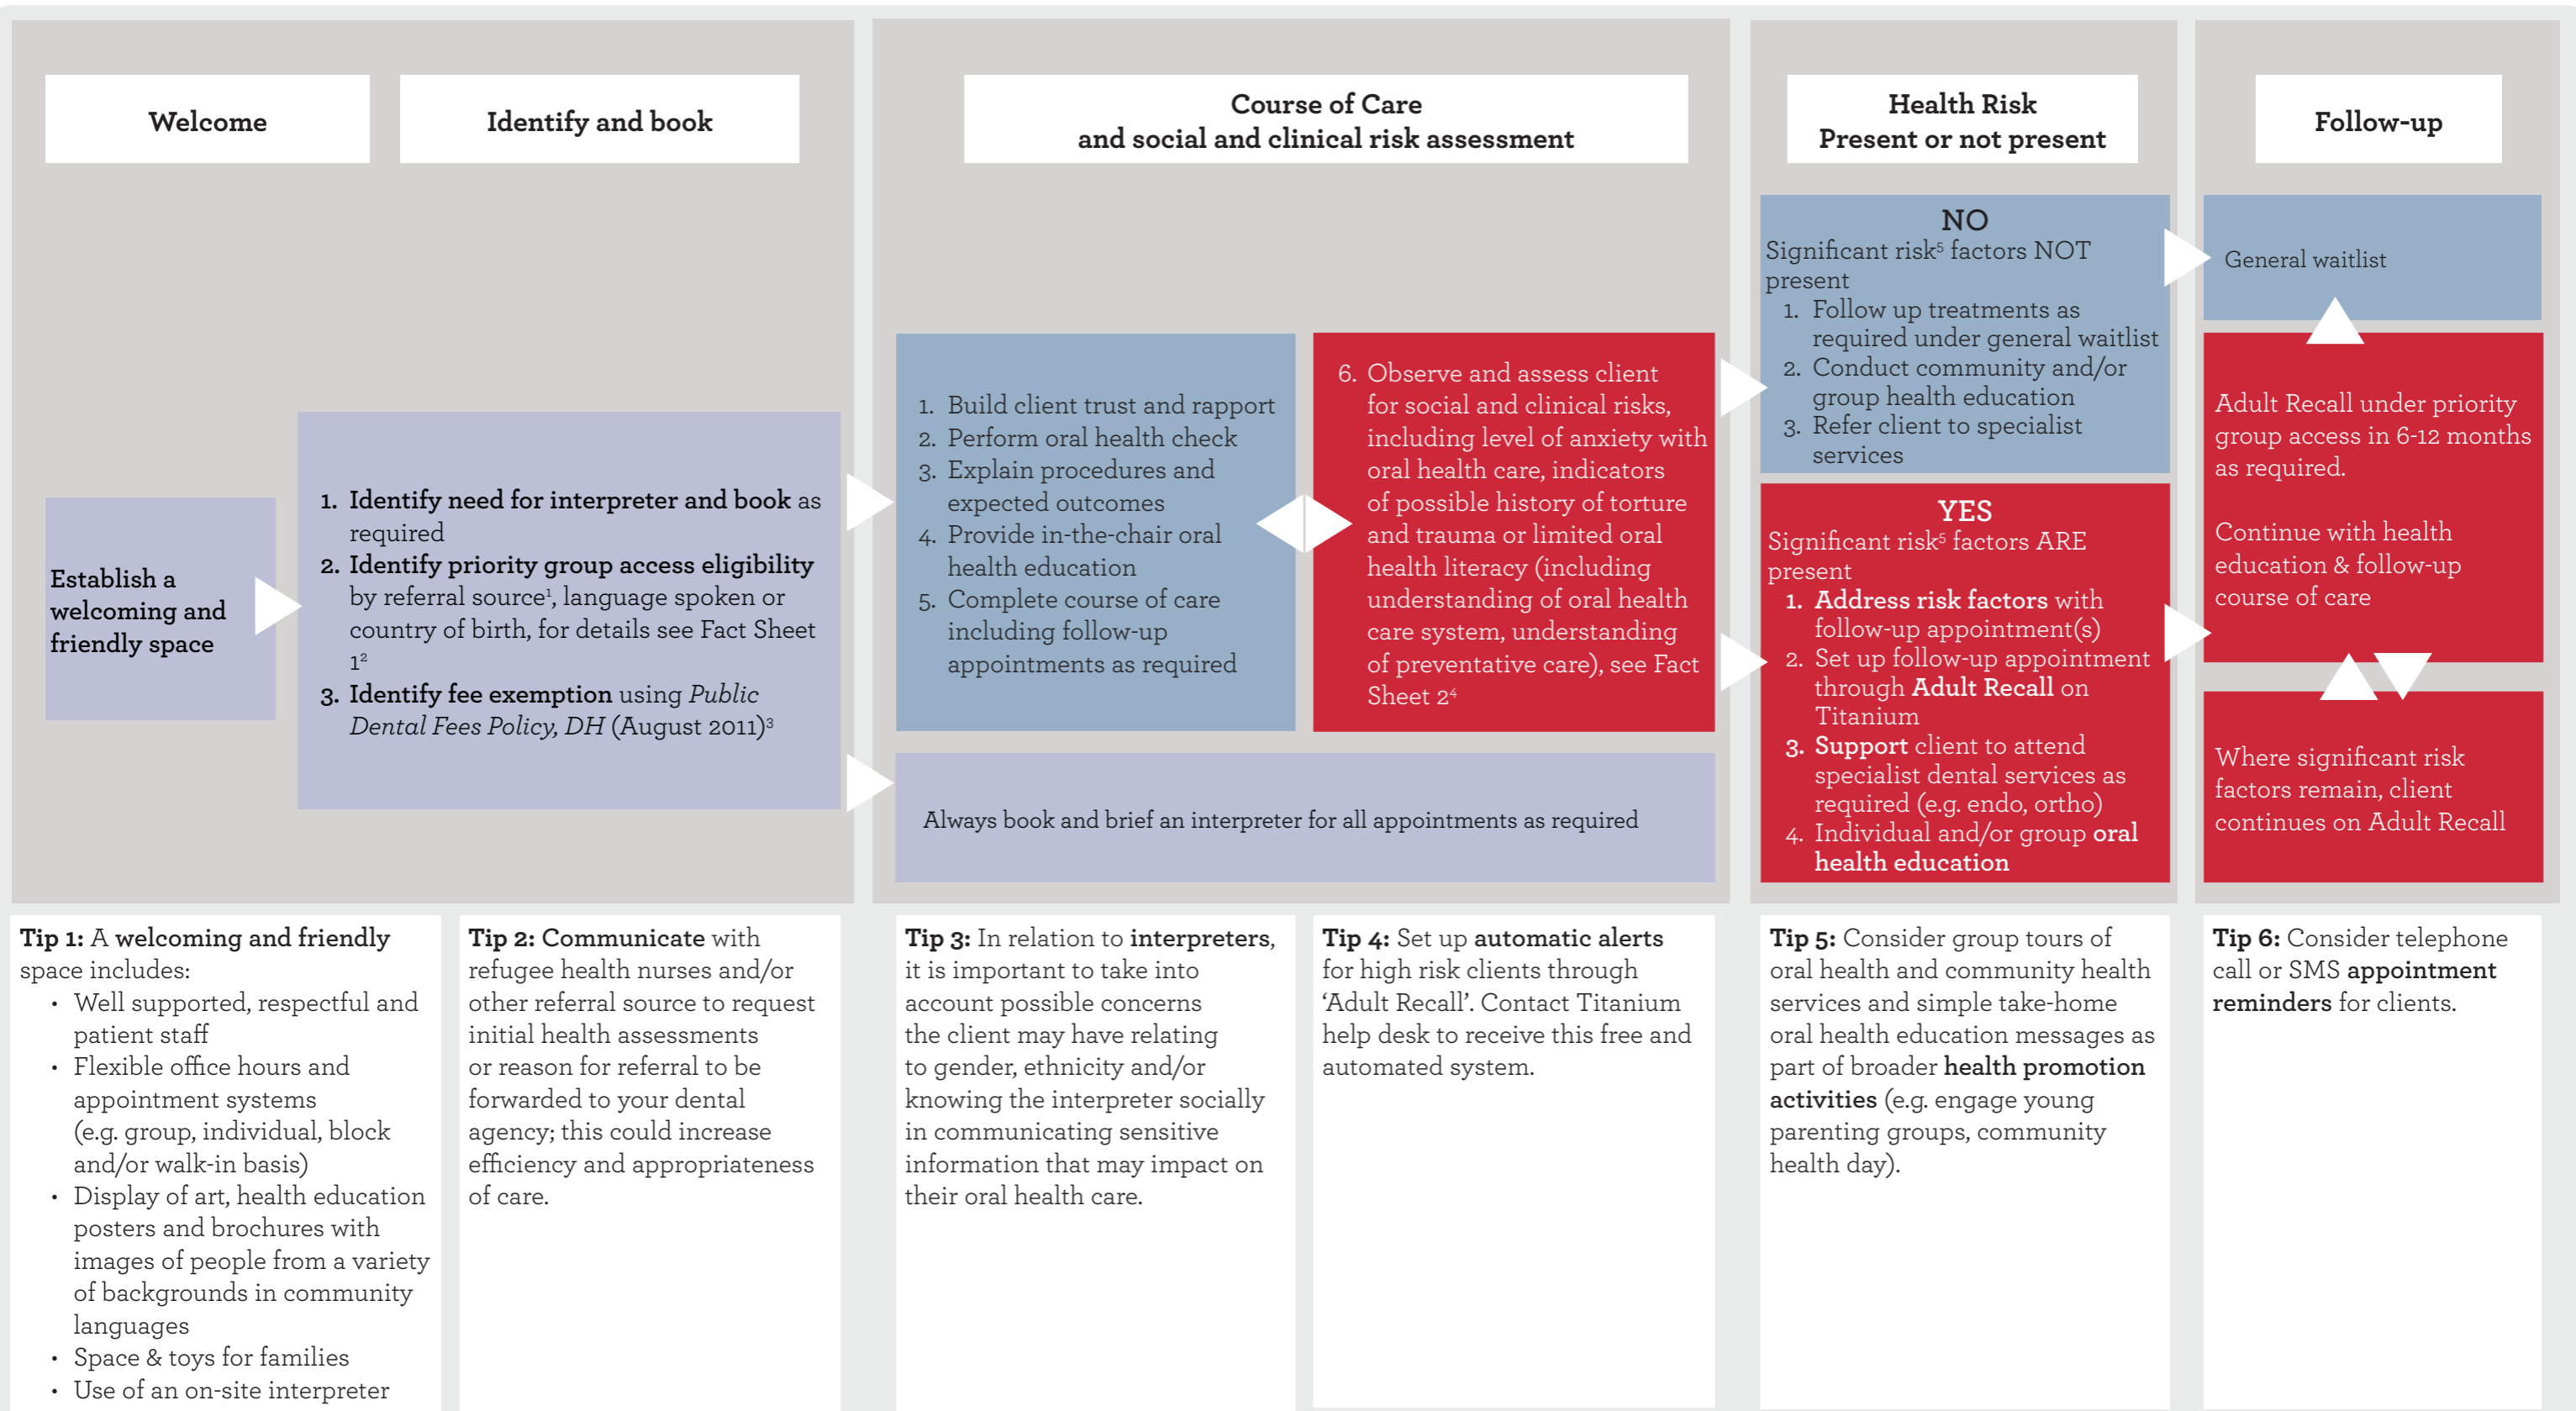 Welcome
Identify and book
Course of Care
and social and clinical risk assessment
Health Risk
Present or not present
Follow-up
Establish a
welcoming and
friendly space
1. Identify need for interpreter and book as
required
2. Identify priority group access eligibility
by referral source¹, language spoken or
country of birth, for details see Fact Sheet
1²
3. Identify fee exemption using Public
Dental Fees Policy, DH (August 2011)³
1. Build client trust and rapport
2. Perform oral health check
3. Explain procedures and
expected outcomes
4. Provide in-the-chair oral
health education
5. Complete course of care
including follow-up
appointments as required
6. Observe and assess client
for social and clinical risks,
including level of anxiety with
oral health care, indicators
of possible history of torture
and trauma or limited oral
health literacy (including
understanding of oral health
care system, understanding
of preventative care), see Fact
Sheet 2⁴
Always book and brief an interpreter for all appointments as required
NO
Significant risk⁵ factors NOT
present
1. Follow up treatments as
required under general waitlist
2. Conduct community and/or
group health education
3. Refer client to specialist
services
YES
Significant risk⁵ factors ARE
present
1. Address risk factors with
follow-up appointment(s)
2. Set up follow-up appointment
through Adult Recall on
Titanium
3. Support client to attend
specialist dental services as
required (e.g. endo, ortho)
4. Individual and/or group oral
health education
General waitlist
Adult Recall under priority
group access in 6-12 months
as required.
Continue with health
education & follow-up
course of care
Where significant risk
factors remain, client
continues on Adult Recall
Tip 1: A welcoming and friendly
space includes:
• Well supported, respectful and
patient staff
• Flexible office hours and
appointment systems
(e.g. group, individual, block
and/or walk-in basis)
• Display of art, health education
posters and brochures with
images of people from a variety
of backgrounds in community
languages
• Space & toys for families
• Use of an on-site interpreter
Tip 2: Communicate with
refugee health nurses and/or
other referral source to request
initial health assessments
or reason for referral to be
forwarded to your dental
agency; this could increase
efficiency and appropriateness
of care.
Tip 3: In relation to interpreters,
it is important to take into
account possible concerns
the client may have relating
to gender, ethnicity and/or
knowing the interpreter socially
in communicating sensitive
information that may impact on
their oral health care.
Tip 4: Set up automatic alerts
for high risk clients through
‘Adult Recall’. Contact Titanium
help desk to receive this free and
automated system.
Tip 5: Consider group tours of
oral health and community health
services and simple take-home
oral health education messages as
part of broader health promotion
activities (e.g. engage young
parenting groups, community
health day).
Tip 6: Consider telephone
call or SMS appointment
reminders for clients.